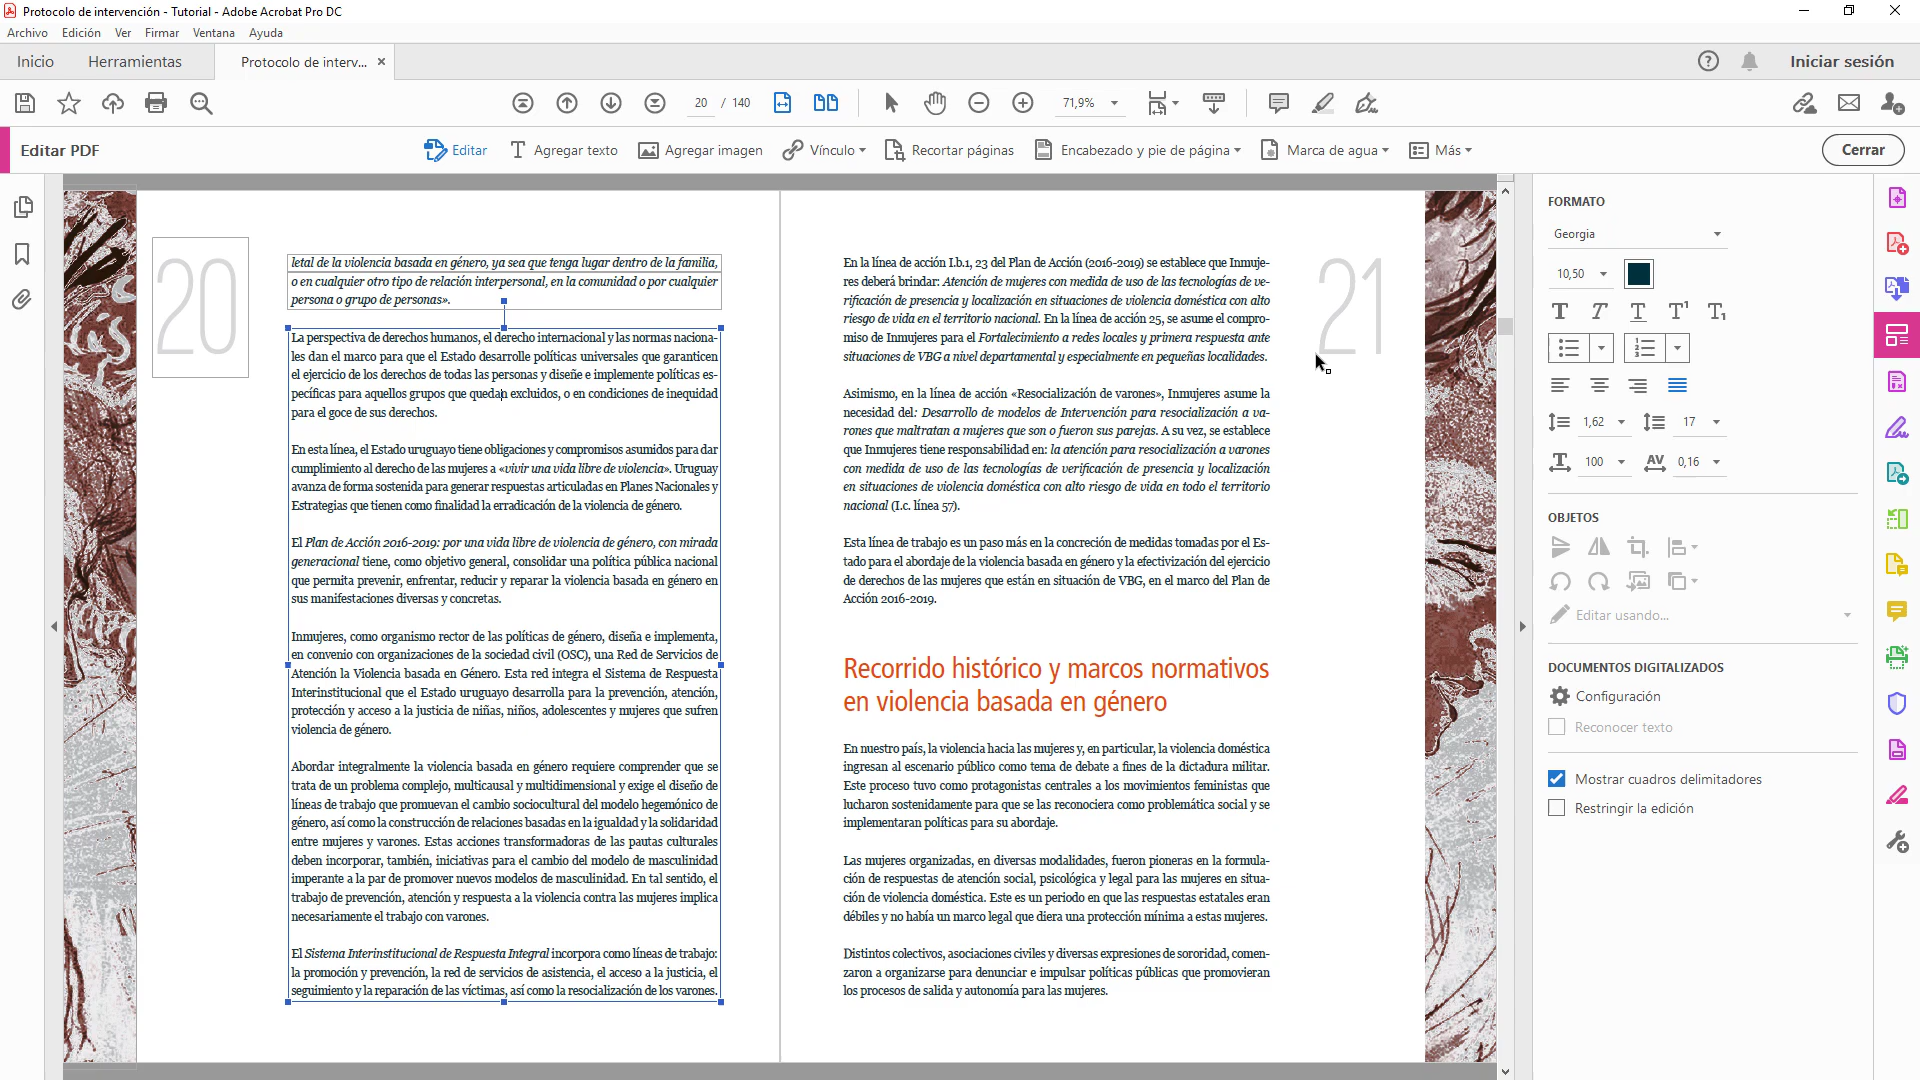 Protocolo de intervención - Tutorial - Adobe Acrobat Pro DC
Archivo Edición Ver Firmar Ventana Ayuda
Inicio Herramientas Protocolo de interv... Iniciar sesión
20 / 140 71,9%
Editar PDF Editar Agregar texto Agregar imagen Vínculo Recortar páginas Encabezado y pie de página Marca de agua Más Cerrar
20
letal de la violencia basada en género, ya sea que tenga lugar dentro de la familia,
o en cualquier otro tipo de relación interpersonal, en la comunidad o por cualquier
persona o grupo de personas».
La perspectiva de derechos humanos, el derecho internacional y las normas naciona-
les dan el marco para que el Estado desarrolle políticas universales que garanticen
el ejercicio de los derechos de todas las personas y diseñe e implemente políticas es-
pecíficas para aquellos grupos que quedan excluidos, o en condiciones de inequidad
para el goce de sus derechos.
En esta línea, el Estado uruguayo tiene obligaciones y compromisos asumidos para dar
cumplimiento al derecho de las mujeres a «vivir una vida libre de violencia». Uruguay
avanza de forma sostenida para generar respuestas articuladas en Planes Nacionales y
Estrategias que tienen como finalidad la erradicación de la violencia de género.
El Plan de Acción 2016-2019: por una vida libre de violencia de género, con mirada
generacional tiene, como objetivo general, consolidar una política pública nacional
que permita prevenir, enfrentar, reducir y reparar la violencia basada en género en
sus manifestaciones diversas y concretas.
Inmujeres, como organismo rector de las políticas de género, diseña e implementa,
en convenio con organizaciones de la sociedad civil (OSC), una Red de Servicios de
Atención la Violencia basada en Género. Esta red integra el Sistema de Respuesta
Interinstitucional que el Estado uruguayo desarrolla para la prevención, atención,
protección y acceso a la justicia de niñas, niños, adolescentes y mujeres que sufren
violencia de género.
Abordar integralmente la violencia basada en género requiere comprender que se
trata de un problema complejo, multicausal y multidimensional y exige el diseño de
líneas de trabajo que promuevan el cambio sociocultural del modelo hegemónico de
género, así como la construcción de relaciones basadas en la igualdad y la solidaridad
entre mujeres y varones. Estas acciones transformadoras de las pautas culturales
deben incorporar, también, iniciativas para el cambio del modelo de masculinidad
imperante a la par de promover nuevos modelos de masculinidad. En tal sentido, el
trabajo de prevención, atención y respuesta a la violencia contra las mujeres implica
necesariamente el trabajo con varones.
El Sistema Interinstitucional de Respuesta Integral incorpora como líneas de trabajo:
la promoción y prevención, la red de servicios de asistencia, el acceso a la justicia, el
seguimiento y la reparación de las víctimas, así como la resocialización de los varones.
21
En la línea de acción I.b.1, 23 del Plan de Acción (2016-2019) se establece que Inmuje-
res deberá brindar: Atención de mujeres con medida de uso de las tecnologías de ve-
rificación de presencia y localización en situaciones de violencia doméstica con alto
riesgo de vida en el territorio nacional. En la línea de acción 25, se asume el compro-
miso de Inmujeres para el Fortalecimiento a redes locales y primera respuesta ante
situaciones de VBG a nivel departamental y especialmente en pequeñas localidades.
Asimismo, en la línea de acción «Resocialización de varones», Inmujeres asume la
necesidad del: Desarrollo de modelos de Intervención para resocialización a va-
rones que maltratan a mujeres que son o fueron sus parejas. A su vez, se establece
que Inmujeres tiene responsabilidad en: la atención para resocialización a varones
con medida de uso de las tecnologías de verificación de presencia y localización
en situaciones de violencia doméstica con alto riesgo de vida en todo el territorio
nacional (I.c. línea 57).
Esta línea de trabajo es un paso más en la concreción de medidas tomadas por el Es-
tado para el abordaje de la violencia basada en género y la efectivización del ejercicio
de derechos de las mujeres que están en situación de VBG, en el marco del Plan de
Acción 2016-2019.
Recorrido histórico y marcos normativos
en violencia basada en género
En nuestro país, la violencia hacia las mujeres y, en particular, la violencia doméstica
ingresan al escenario público como tema de debate a fines de la dictadura militar.
Este proceso tuvo como protagonistas centrales a los movimientos feministas que
lucharon sostenidamente para que se las reconociera como problemática social y se
implementaran políticas para su abordaje.
Las mujeres organizadas, en diversas modalidades, fueron pioneras en la formula-
ción de respuestas de atención social, psicológica y legal para las mujeres en situa-
ción de violencia doméstica. Este es un periodo en que las respuestas estatales eran
débiles y no había un marco legal que diera una protección mínima a estas mujeres.
Distintos colectivos, asociaciones civiles y diversas expresiones de sororidad, comen-
zaron a organizarse para denunciar e impulsar políticas públicas que promovieran
los procesos de salida y autonomía para las mujeres.
FORMATO
Georgia
10,50
T T T T¹ T₁
1,62 17
100 AV 0,16
OBJETOS
Editar usando...
DOCUMENTOS DIGITALIZADOS
Configuración
Reconocer texto
Mostrar cuadros delimitadores
Restringir la edición